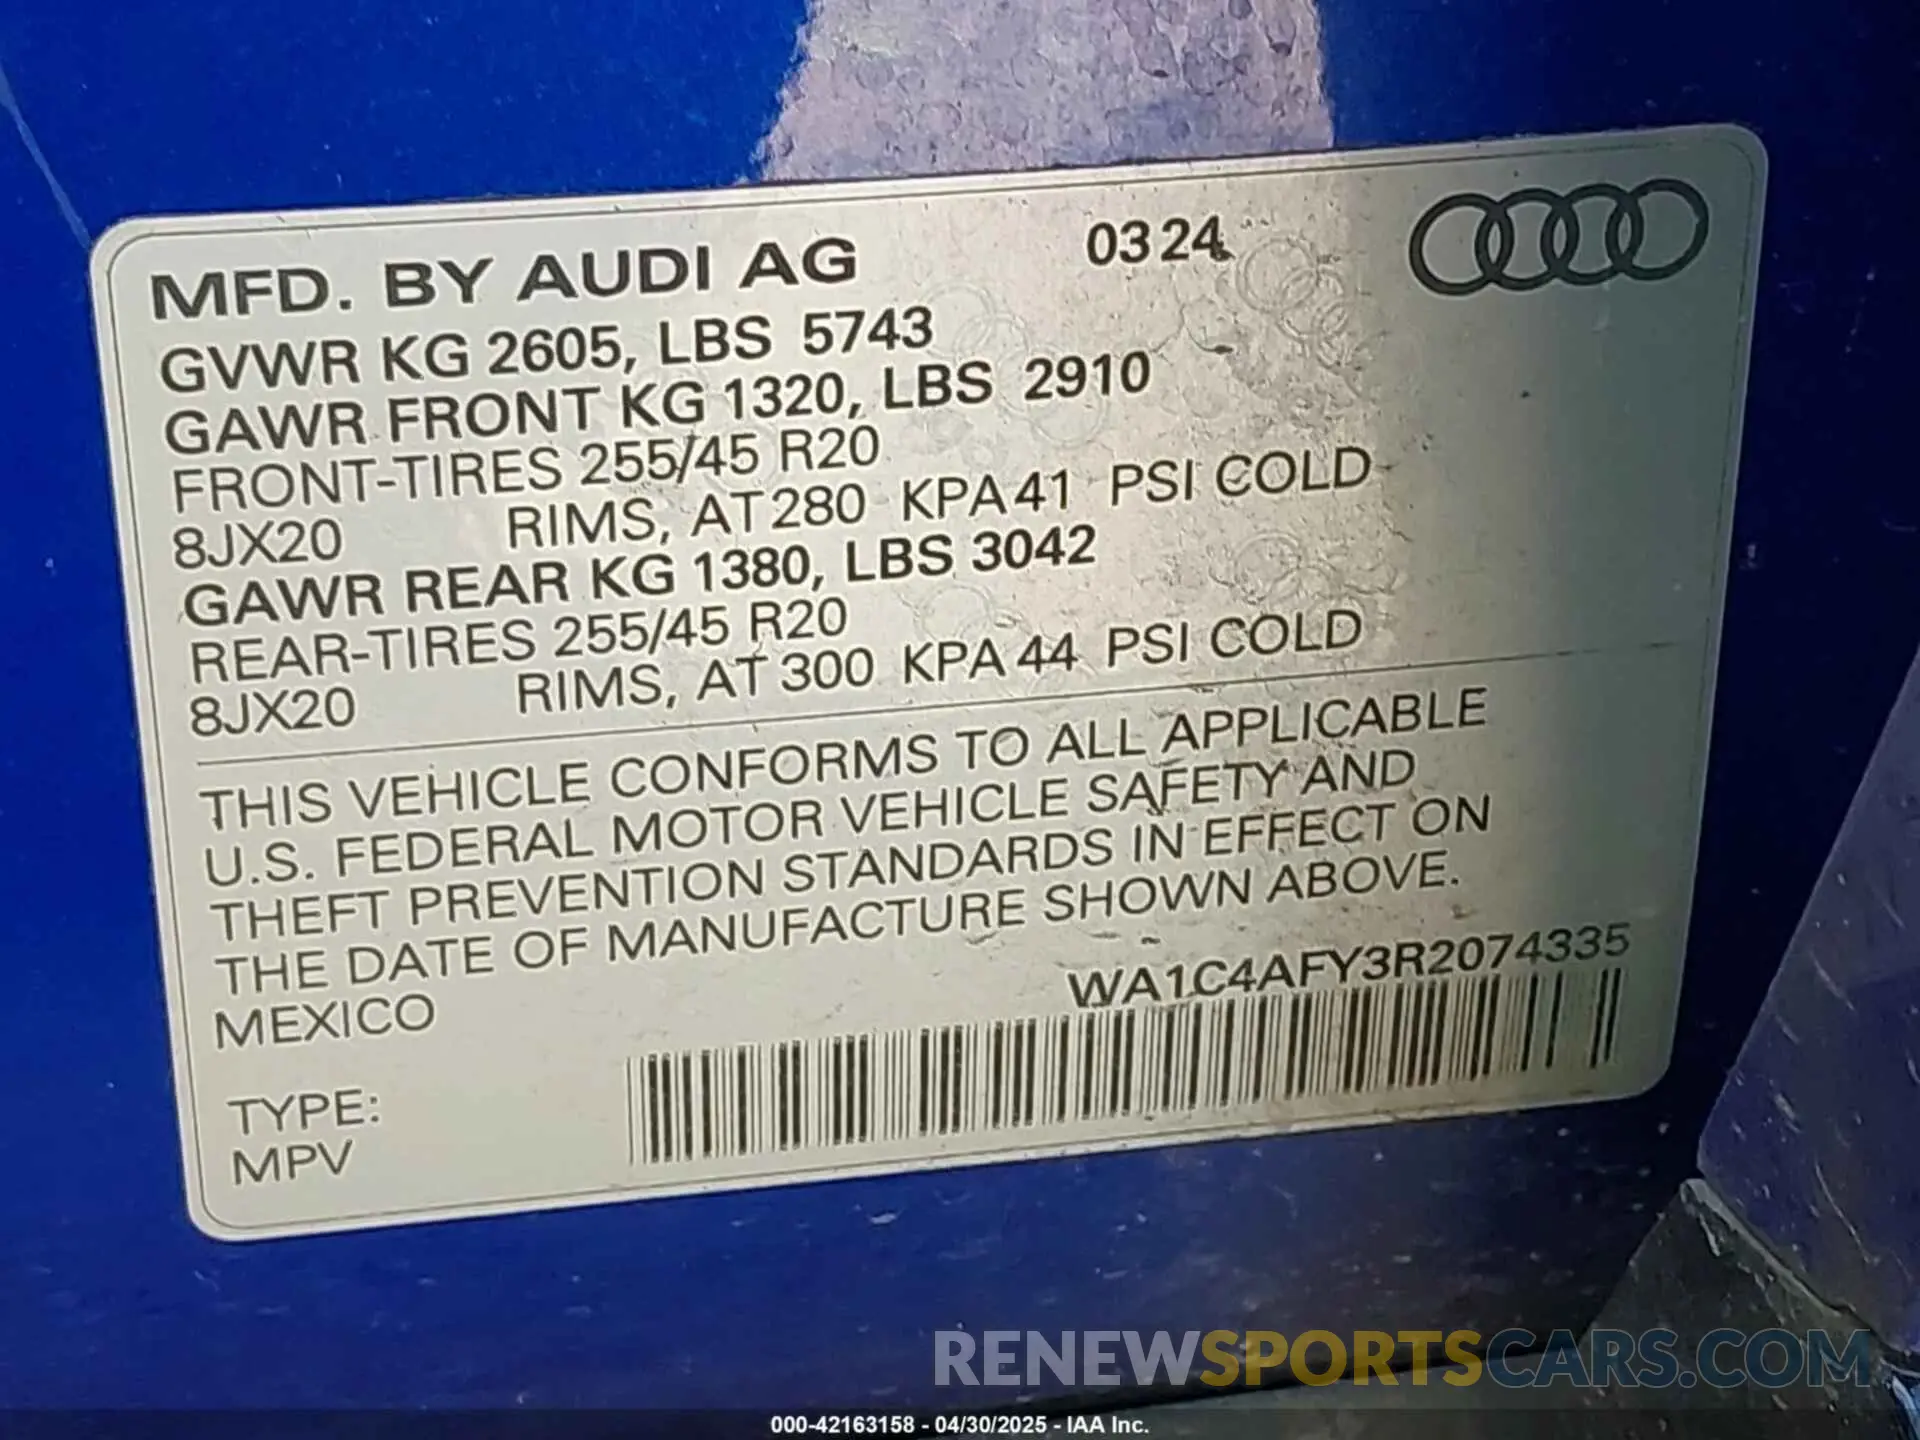 MFD. BY AUDI AG 03 24
GVWR KG 2605, LBS 5743
GAWR FRONT KG 1320, LBS 2910
FRONT-TIRES 255/45 R20
8JX20 RIMS, AT 280 KPA 41 PSI COLD
GAWR REAR KG 1380, LBS 3042
REAR-TIRES 255/45 R20
8JX20 RIMS, AT 300 KPA 44 PSI COLD
THIS VEHICLE CONFORMS TO ALL APPLICABLE
U.S. FEDERAL MOTOR VEHICLE SAFETY AND
THEFT PREVENTION STANDARDS IN EFFECT ON
THE DATE OF MANUFACTURE SHOWN ABOVE.
MEXICO WA1C4AFY3R2074335
TYPE:
MPV
RENEWSPORTSCARS.COM
000-42163158 - 04/30/2025 - IAA Inc.